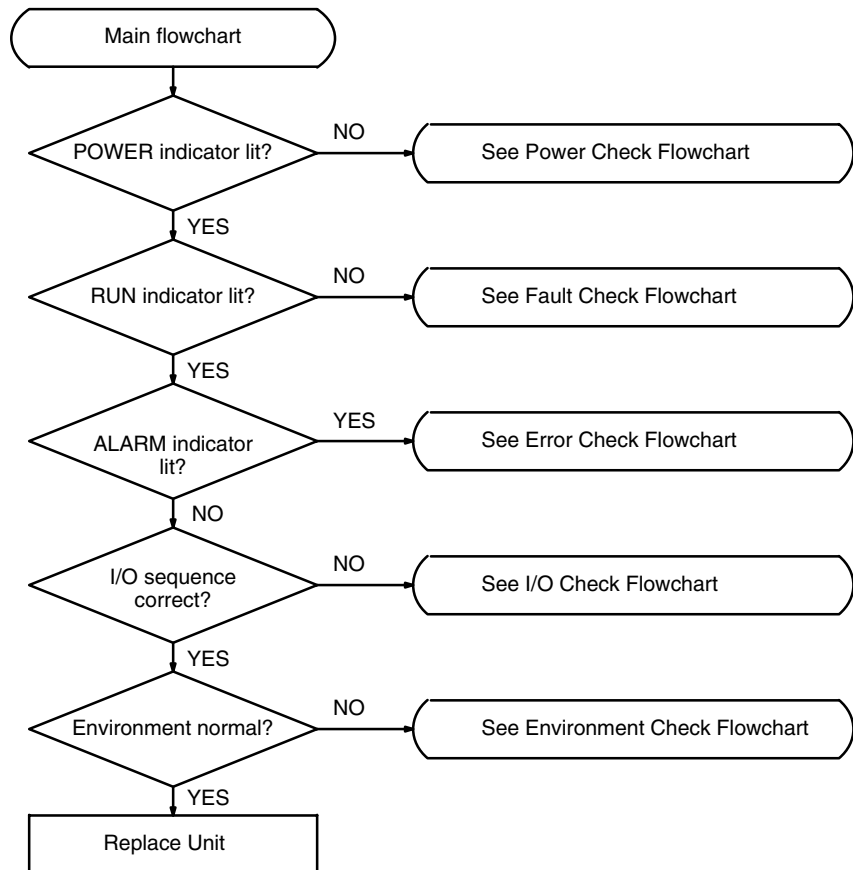 Main flowchart
POWER indicator lit?
NO
See Power Check Flowchart
YES
RUN indicator lit?
NO
See Fault Check Flowchart
YES
ALARM indicator
lit?
YES
See Error Check Flowchart
NO
I/O sequence
correct?
NO
See I/O Check Flowchart
YES
Environment normal?
NO
See Environment Check Flowchart
YES
Replace Unit